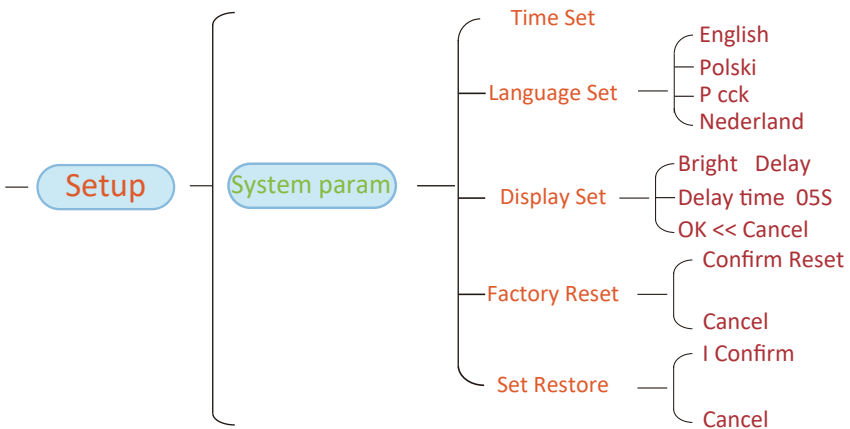 Setup
System param
Time Set
Language Set
English
Polski
P cck
Nederland
Display Set
Bright Delay
Delay time 05S
OK << Cancel
Factory Reset
Confirm Reset
Cancel
Set Restore
I Confirm
Cancel